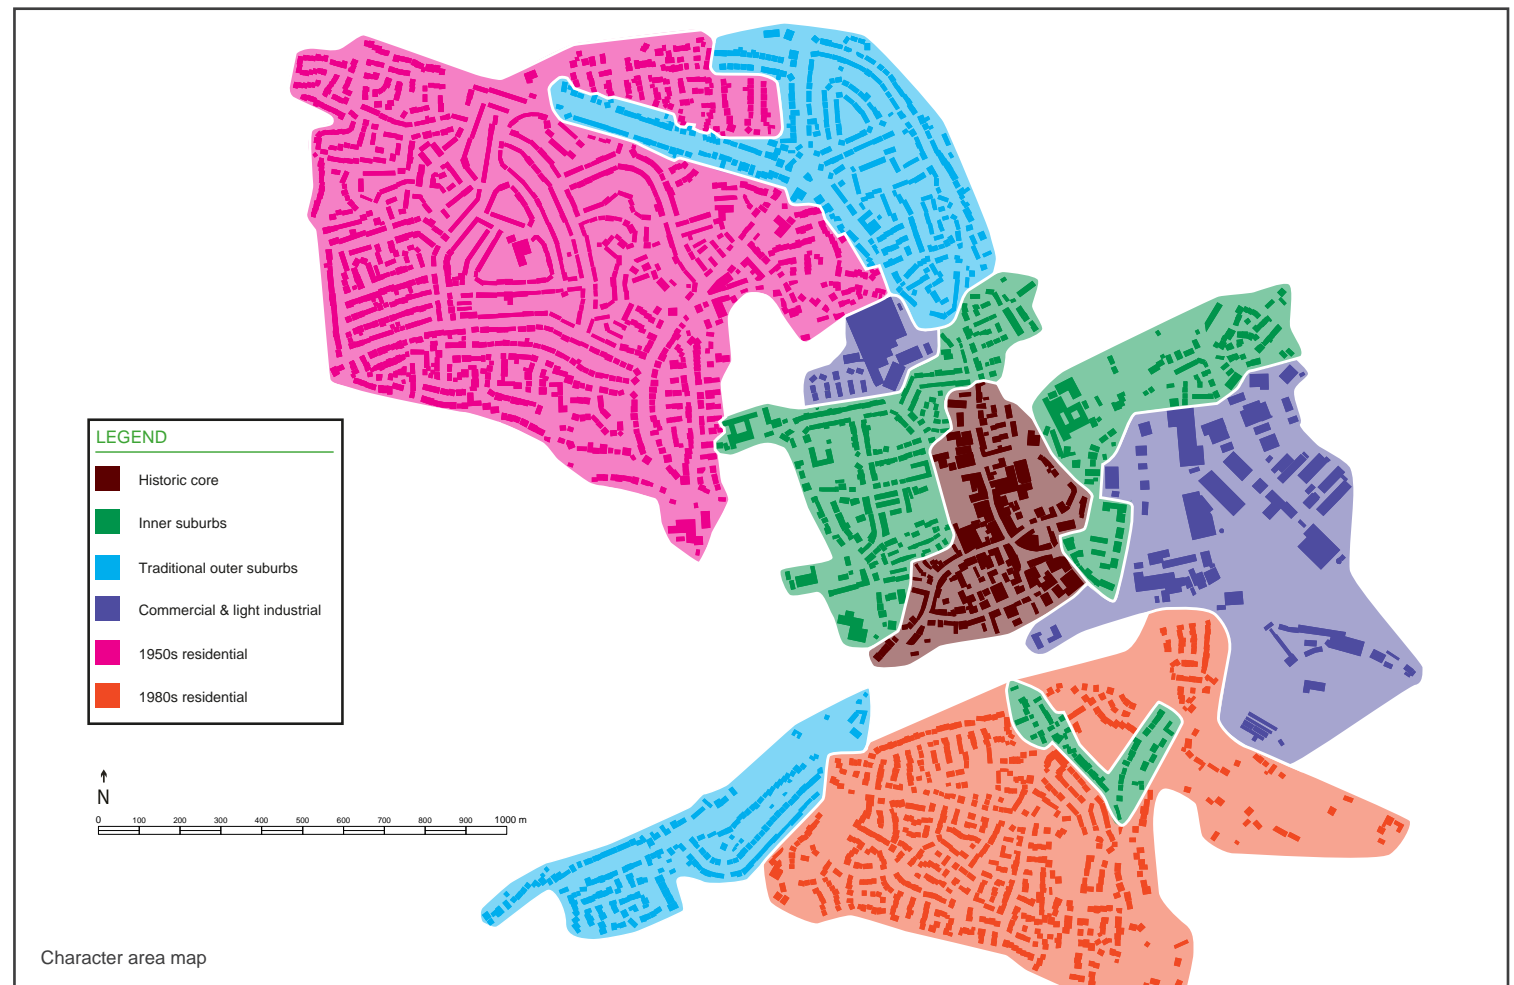 LEGEND
Historic core
Inner suburbs
Traditional outer suburbs
Commercial & light industrial
1950s residential
1980s residential
N
0 100 200 300 400 500 600 700 800 900 1000 m
Character area map